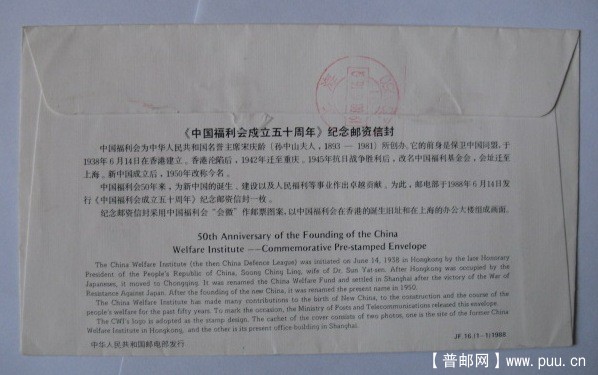 《中国福利会成立五十周年》纪念邮资信封
中国福利会为中华人民共和国名誉主席宋庆龄（孙中山夫人，1893—1981）所创办。它的前身是保卫中国同盟，于
1938年6月14日在香港建立。香港沦陷后，1942年迁至重庆。1945年抗日战争胜利后，改名中国福利基金会，会址迁至
上海。新中国成立后，1950年改称今名。
中国福利会50年来，为新中国的诞生、建设以及人民福利等事业作出卓越贡献。为此，邮电部于1988年6月14日发
行《中国福利会成立五十周年》纪念邮资信封一枚。
纪念邮资信封采用中国福利会“会徽”作邮票图案，以中国福利会在香港的诞生旧址和在上海的办公大楼组成画面。
50th Anniversary of the Founding of the China
Welfare Institute —— Commemorative Pre-stamped Envelope
The China Welfare Institute (the then China Defence League) was initiated on June 14, 1938 in Hongkong by the late Honorary
President of the People's Republic of China, Soong Ching Ling, wife of Dr. Sun Yat-sen. After Hongkong was occupied by the
Japanese, it moved to Chongqing. It was renamed the China Welfare Fund and settled in Shanghai after the victory of the War of
Resistance Against Japan. After the founding of the new China, it was renamed the present name in 1950.
The China Welfare Institute has made many contributions to the birth of New China, to the construction and the course of the
people's welfare for the past fifty years. To mark the occasion, the Ministry of Posts and Telecommunications released this envelope.
The CWI's logo is adopted as the stamp design. The cachet of the cover consists of two photos, one is the site of the former China
Welfare Institute in Hongkong, and the other is its present office building in Shanghai.
中华人民共和国邮电部发行
JF.16.(1-1)1988
【普邮网】www.puu.cn